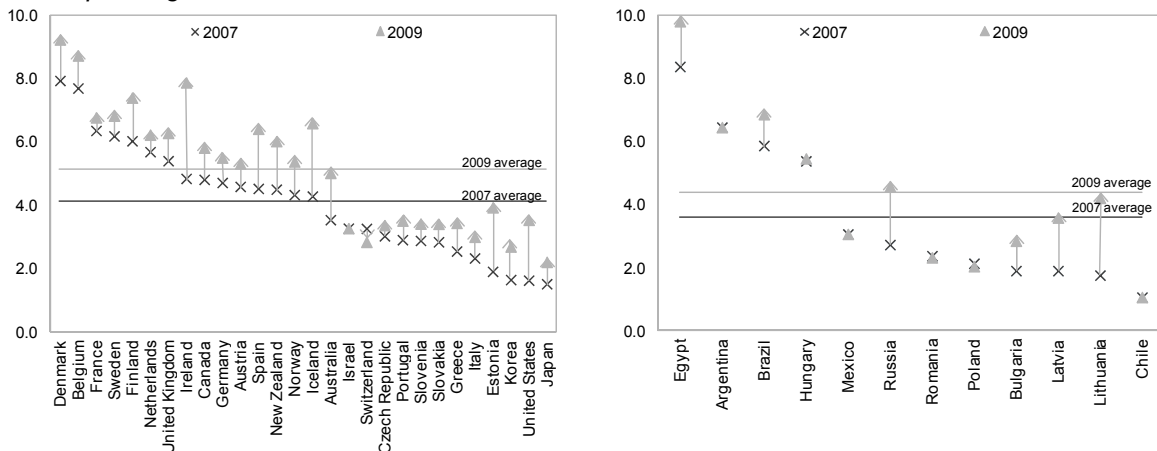 10.0
8.0
6.0
4.0
2.0
0.0
2007
2009
2009 average
2007 average
Denmark
Belgium
France
Sweden
Finland
Netherlands
United Kingdom
Ireland
Canada
Germany
Austria
Spain
New Zealand
Norway
Iceland
Australia
Israel
Switzerland
Czech Republic
Portugal
Slovenia
Slovakia
Greece
Italy
Estonia
Korea
United States
Japan
10.0
8.0
6.0
4.0
2.0
0.0
2007
2009
2009 average
2007 average
Egypt
Argentina
Brazil
Hungary
Mexico
Russia
Romania
Poland
Bulgaria
Latvia
Lithuania
Chile